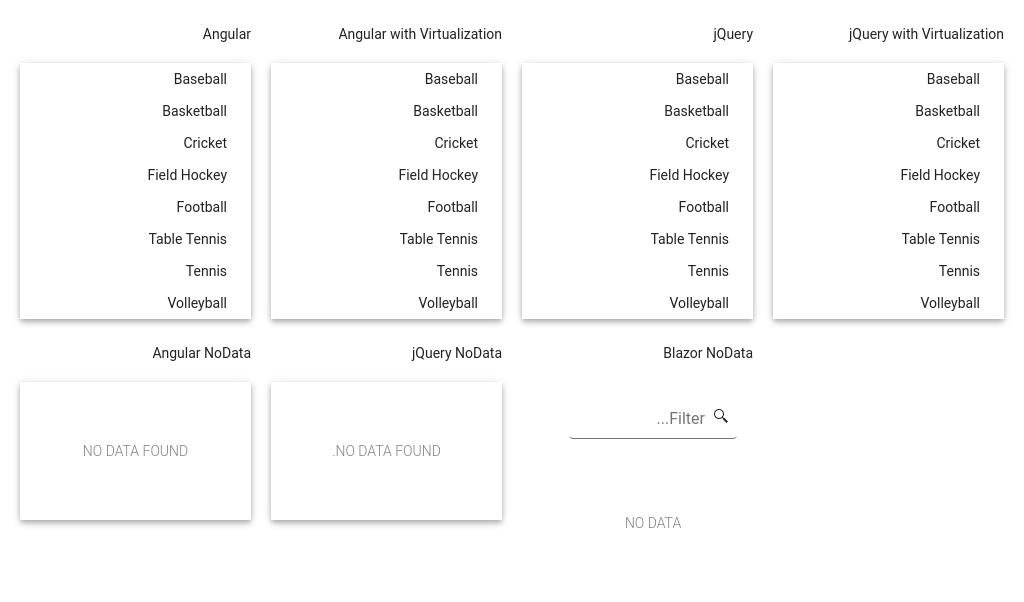 Angular
Baseball
Basketball
Cricket
Field Hockey
Football
Table Tennis
Tennis
Volleyball
Angular with Virtualization
Baseball
Basketball
Cricket
Field Hockey
Football
Table Tennis
Tennis
Volleyball
jQuery
Baseball
Basketball
Cricket
Field Hockey
Football
Table Tennis
Tennis
Volleyball
jQuery with Virtualization
Baseball
Basketball
Cricket
Field Hockey
Football
Table Tennis
Tennis
Volleyball
Angular NoData
NO DATA FOUND
jQuery NoData
.NO DATA FOUND
Blazor NoData
...Filter
NO DATA